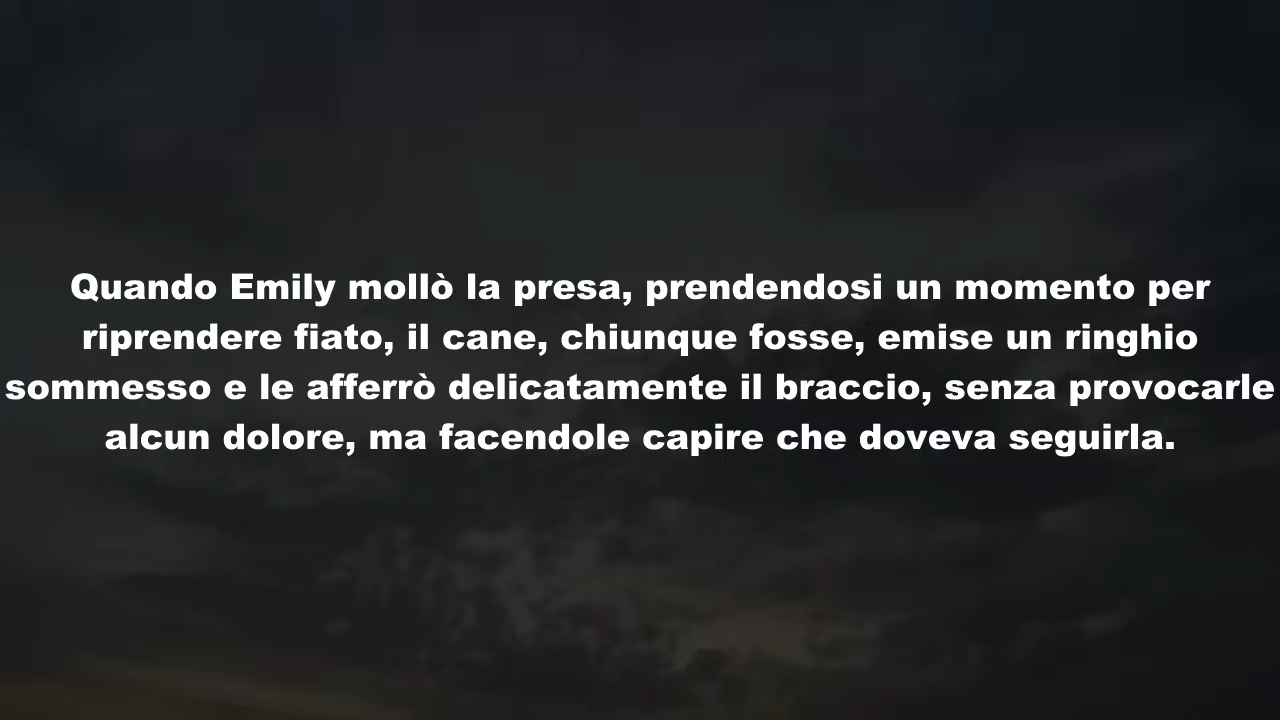 Quando Emily mollò la presa, prendendosi un momento per
riprendere fiato, il cane, chiunque fosse, emise un ringhio
sommesso e le afferrò delicatamente il braccio, senza provocarle
alcun dolore, ma facendole capire che doveva seguirla.